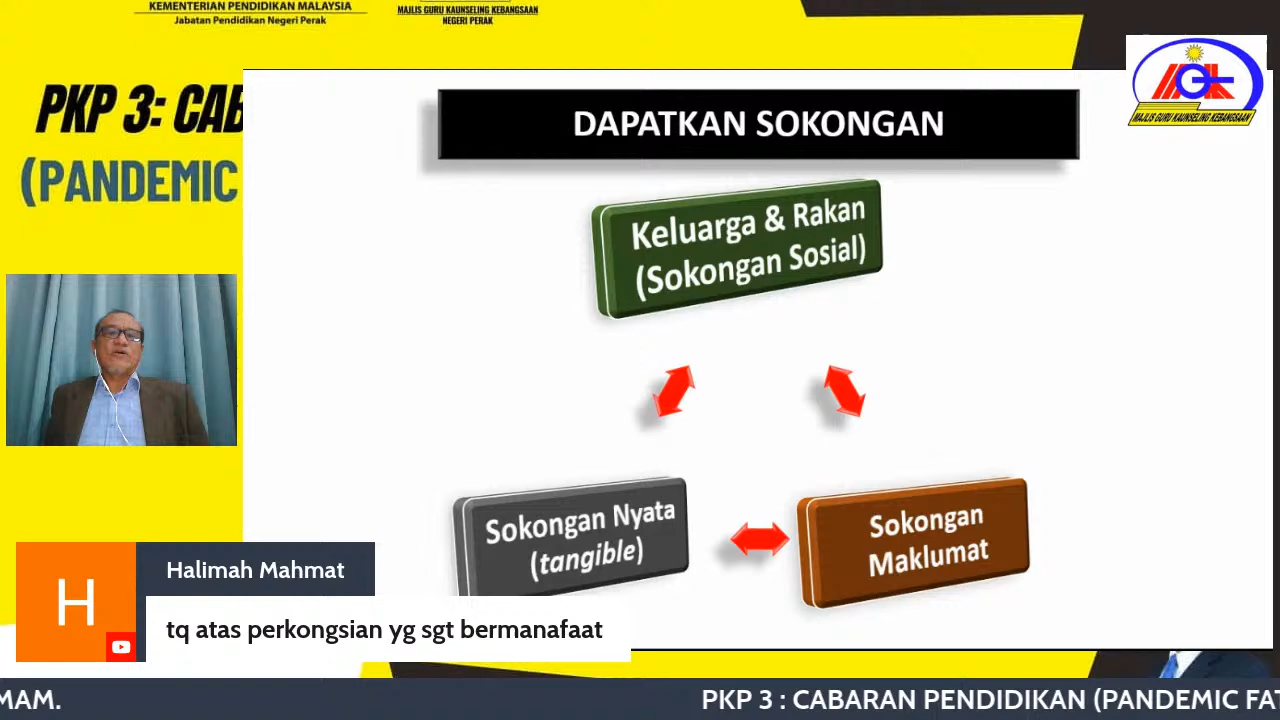 KEMENTERIAN PENDIDIKAN MALAYSIA
Jabatan Pendidikan Negeri Perak
MAJLIS GURU KAUNSELING KEBANGSAAN
NEGERI PERAK
PKP 3: CAB
(PANDEMIC
MAJLIS GURU KAUNSELING KEBANGSAAN
DAPATKAN SOKONGAN
Keluarga & Rakan
(Sokongan Sosial)
Sokongan Nyata
(tangible)
Sokongan
Maklumat
H
Halimah Mahmat
tq atas perkongsian yg sgt bermanafaat
MAM.
PKP 3 : CABARAN PENDIDIKAN (PANDEMIC FAT